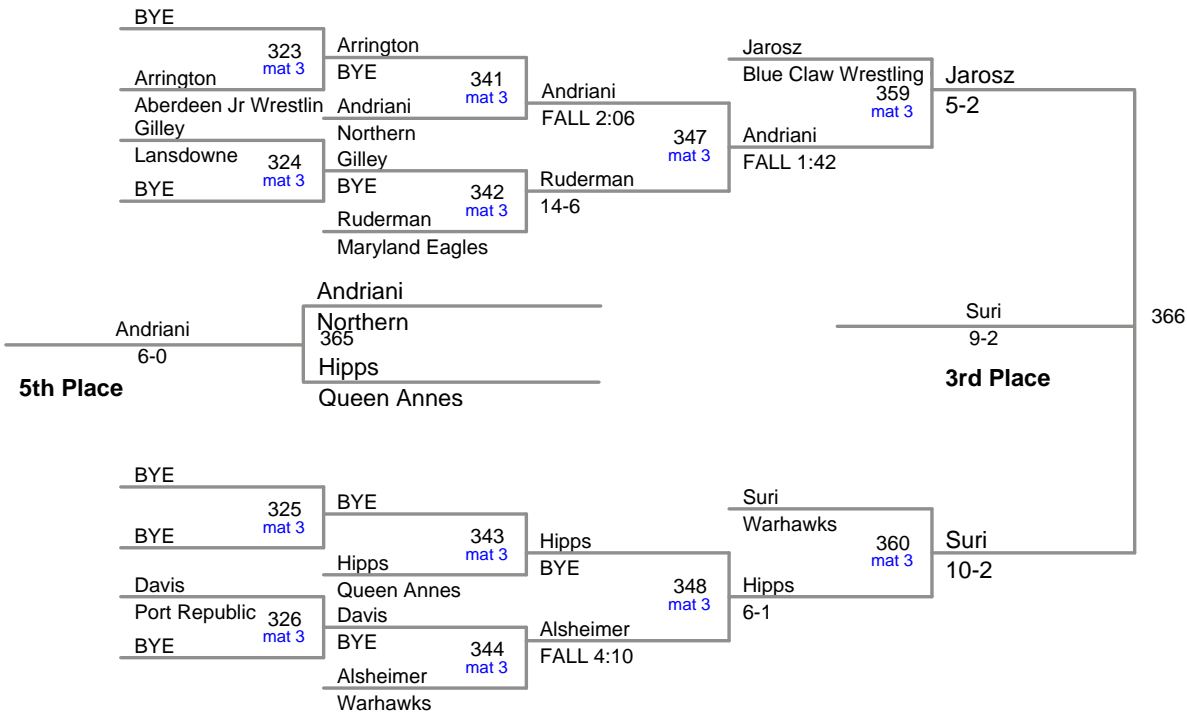 BYE
323
mat 3
Arrington
Aberdeen Jr Wrestlin
Gilley
Lansdowne
324
mat 3
BYE
Arrington
BYE
341
mat 3
Andriani
Northern
Gilley
BYE
342
mat 3
Ruderman
Maryland Eagles
Andriani
FALL 2:06
347
mat 3
Ruderman
14-6
Jarosz
Blue Claw Wrestling
359
mat 3
Andriani
FALL 1:42
Jarosz
5-2
Andriani
Northern
365
Hipps
Queen Annes
Andriani
6-0
5th Place
Suri
9-2
3rd Place
366
BYE
325
mat 3
BYE
Davis
Port Republic
326
mat 3
BYE
BYE
343
mat 3
Hipps
Queen Annes
Davis
BYE
344
mat 3
Alsheimer
Warhawks
Hipps
BYE
348
mat 3
Alsheimer
FALL 4:10
Suri
Warhawks
360
mat 3
Hipps
6-1
Suri
10-2